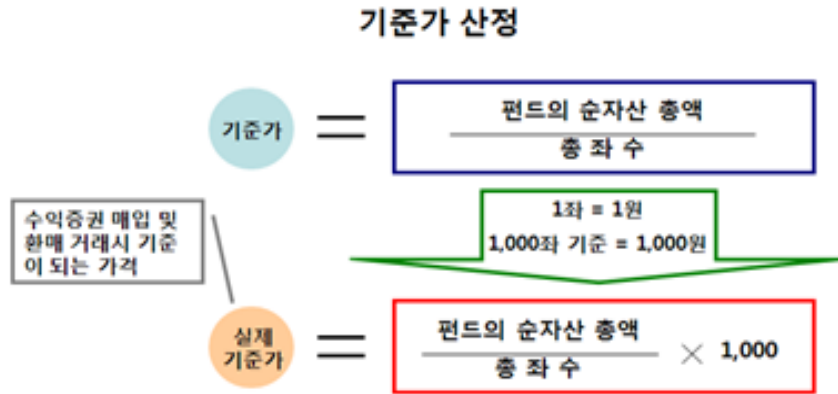 기준가 산정
기준가
=
펀드의 순자산 총액
총 좌 수
1좌 = 1원
1,000좌 기준 = 1,000원
수익증권 매입 및
환매 거래시 기준
이 되는 가격
실제
기준가
=
펀드의 순자산 총액
총 좌 수
× 1,000